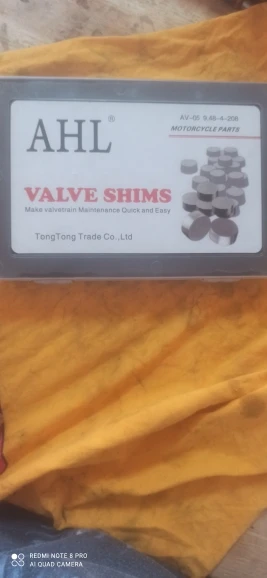 AHL®
AV-05 9.48-4-208
MOTORCYCLE PARTS
VALVE SHIMS
Make valvetrain Maintenance Quick and Easy
TongTong Trade Co.,Ltd
REDMI NOTE 8 PRO
AI QUAD CAMERA